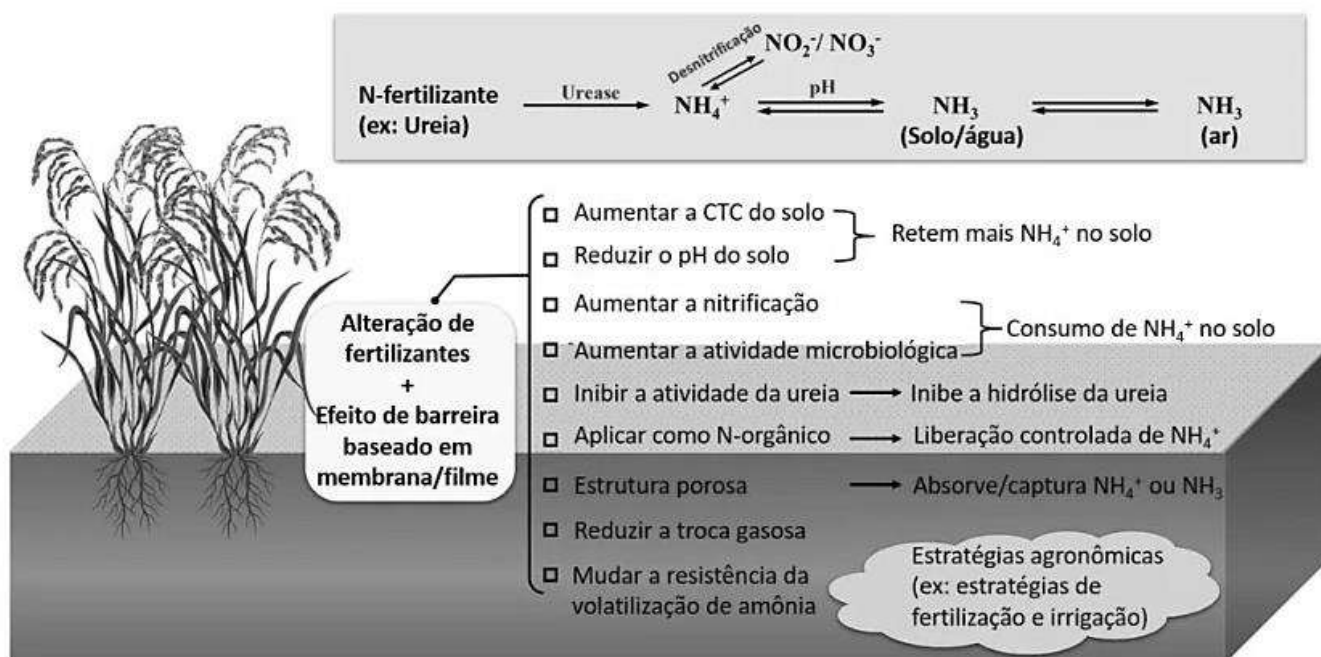 Desnitrificação
NO₂⁻/ NO₃⁻
N-fertilizante
(ex: Ureia)
Urease
NH₄⁺
pH
NH₃
(Solo/água)
NH₃
(ar)
Alteração de
fertilizantes
+
Efeito de barreira
baseado em
membrana/filme
Aumentar a CTC do solo
Reduzir o pH do solo
Retem mais NH₄⁺ no solo
Aumentar a nitrificação
Aumentar a atividade microbiológica
Consumo de NH₄⁺ no solo
Inibir a atividade da ureia
Inibe a hidrólise da ureia
Aplicar como N-orgânico
Liberação controlada de NH₄⁺
Estrutura porosa
Absorve/captura NH₄⁺ ou NH₃
Reduzir a troca gasosa
Mudar a resistência da
volatilização de amônia
Estratégias agronômicas
(ex: estratégias de
fertilização e irrigação)